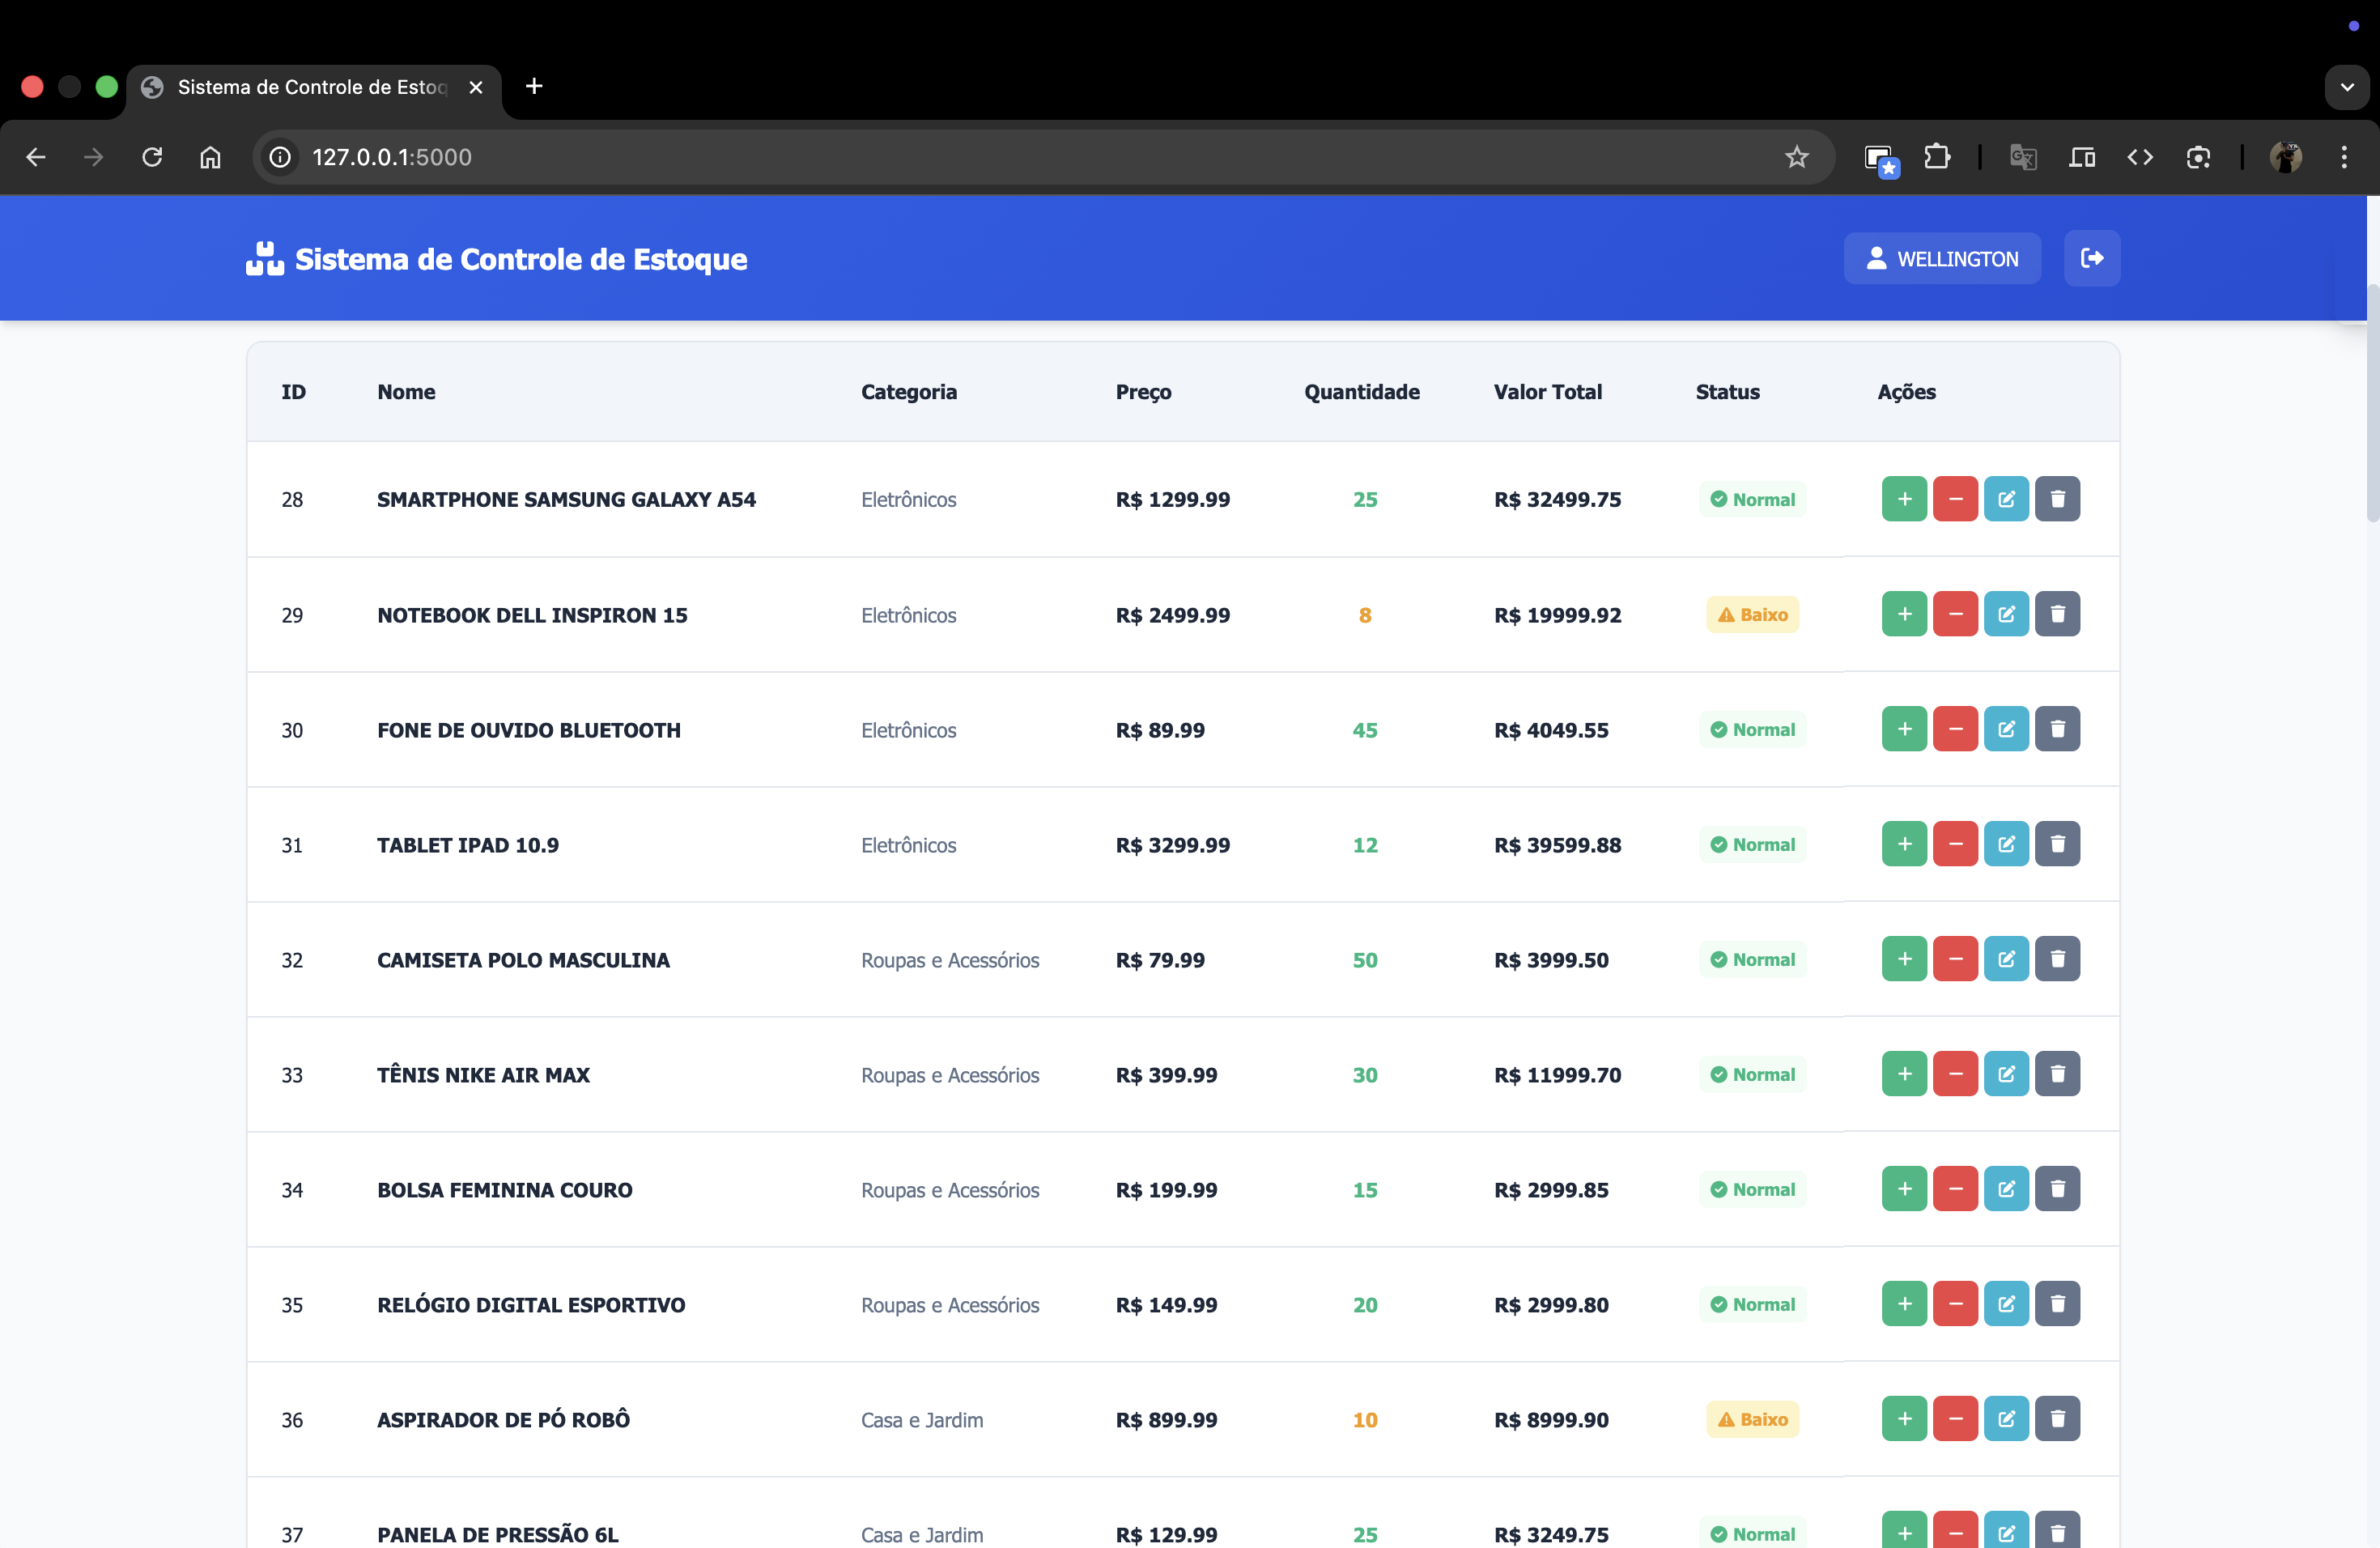 Sistema de Controle de Estoq
127.0.0.1:5000
Sistema de Controle de Estoque
WELLINGTON
ID Nome Categoria Preço Quantidade Valor Total Status Ações
28 SMARTPHONE SAMSUNG GALAXY A54 Eletrônicos R$ 1299.99 25 R$ 32499.75 Normal
29 NOTEBOOK DELL INSPIRON 15 Eletrônicos R$ 2499.99 8 R$ 19999.92 Baixo
30 FONE DE OUVIDO BLUETOOTH Eletrônicos R$ 89.99 45 R$ 4049.55 Normal
31 TABLET IPAD 10.9 Eletrônicos R$ 3299.99 12 R$ 39599.88 Normal
32 CAMISETA POLO MASCULINA Roupas e Acessórios R$ 79.99 50 R$ 3999.50 Normal
33 TÊNIS NIKE AIR MAX Roupas e Acessórios R$ 399.99 30 R$ 11999.70 Normal
34 BOLSA FEMININA COURO Roupas e Acessórios R$ 199.99 15 R$ 2999.85 Normal
35 RELÓGIO DIGITAL ESPORTIVO Roupas e Acessórios R$ 149.99 20 R$ 2999.80 Normal
36 ASPIRADOR DE PÓ ROBÔ Casa e Jardim R$ 899.99 10 R$ 8999.90 Baixo
37 PANELA DE PRESSÃO 6L Casa e Jardim R$ 129.99 25 R$ 3249.75 Normal